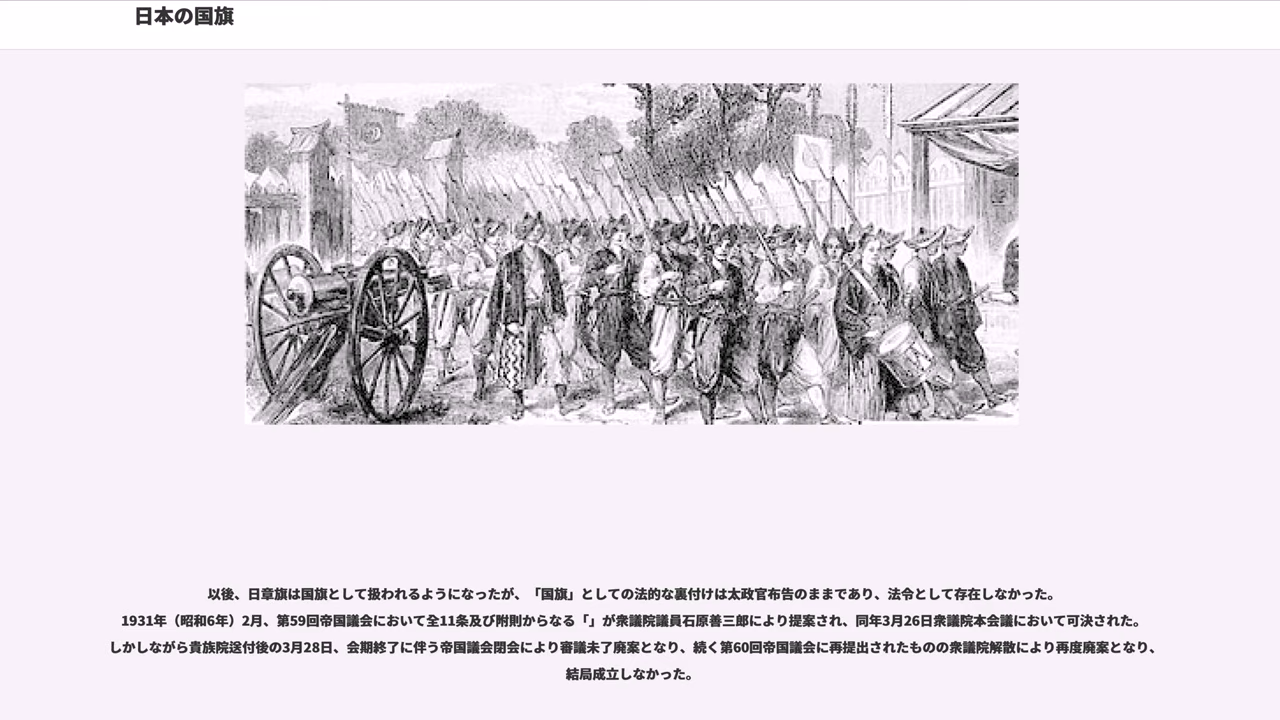 日本の国旗
以後、日章旗は国旗として扱われるようになったが、「国旗」としての法的な裏付けは太政官布告のままであり、法令として存在しなかった。
1931年（昭和6年）2月、第59回帝国議会において全11条及び附則からなる「」が衆議院議員石原善三郎により提案され、同年3月26日衆議院本会議において可決された。
しかしながら貴族院送付後の3月28日、会期終了に伴う帝国議会閉会により審議未了廃案となり、続く第60回帝国議会に再提出されたものの衆議院解散により再度廃案となり、
結局成立しなかった。